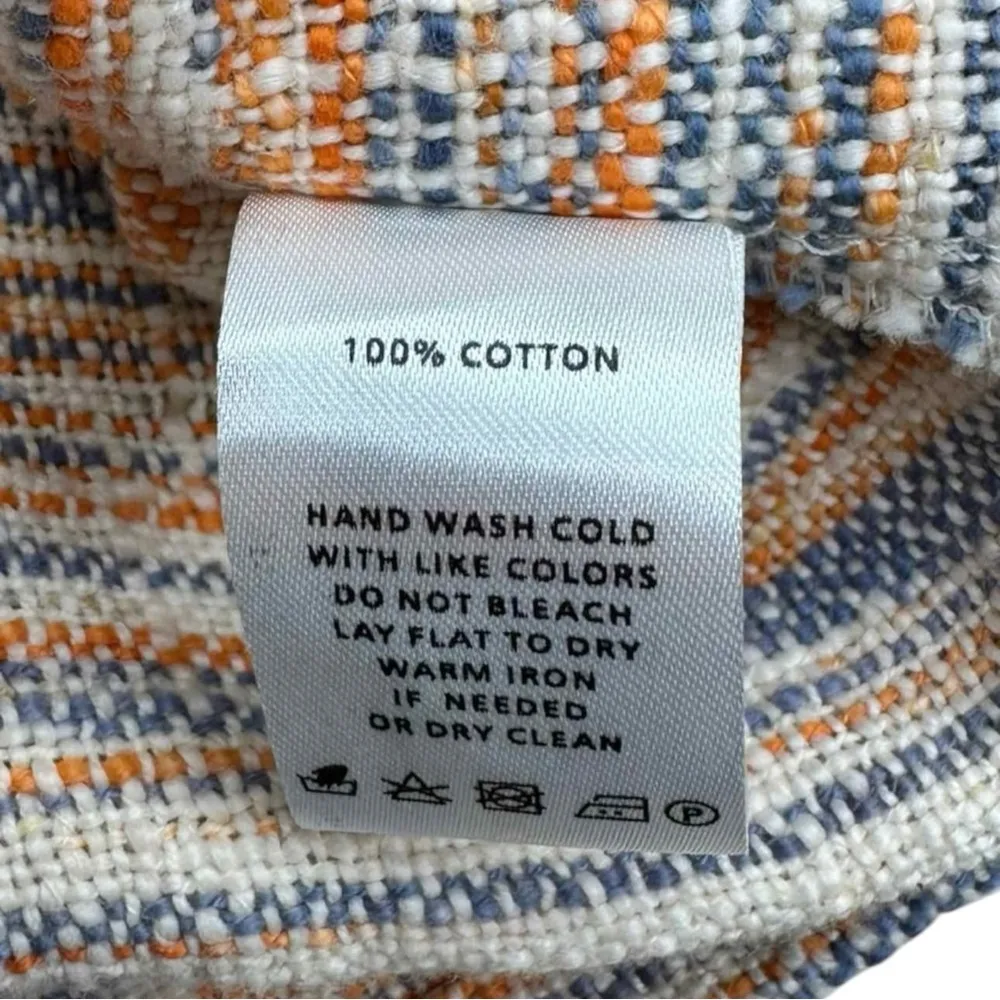 100% COTTON
HAND WASH COLD
WITH LIKE COLORS
DO NOT BLEACH
LAY FLAT TO DRY
WARM IRON
IF NEEDED
OR DRY CLEAN
P